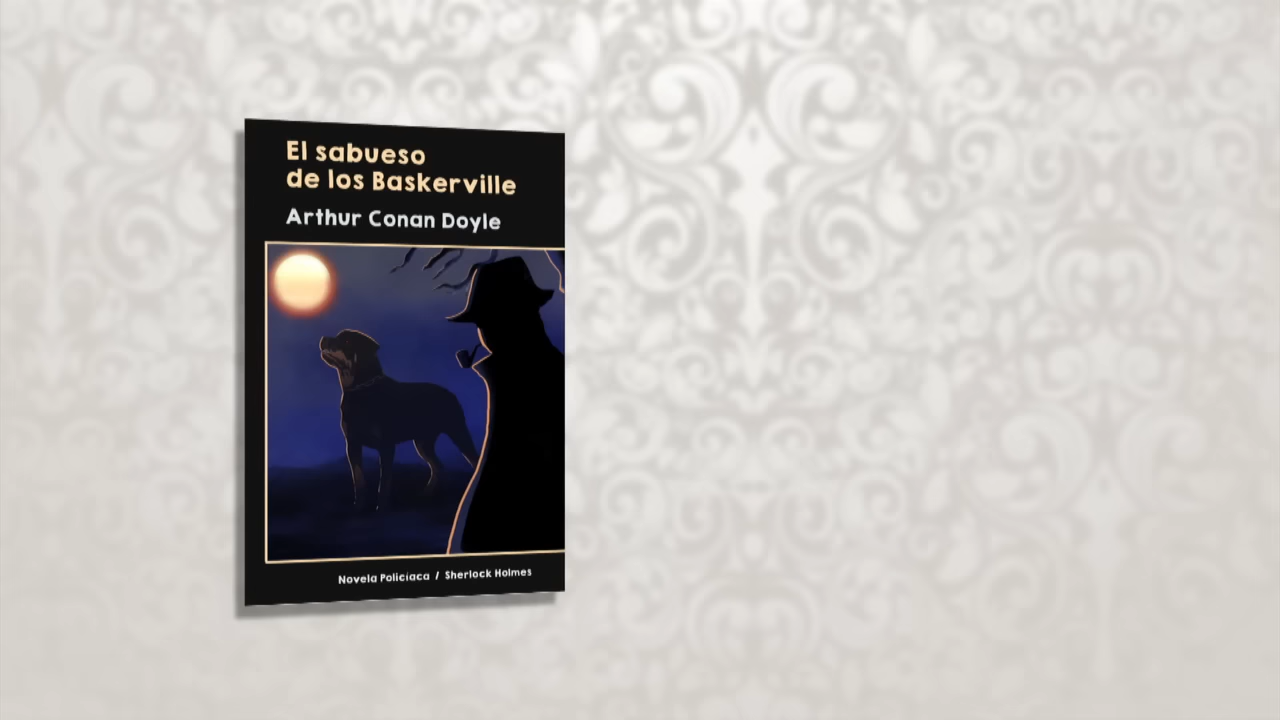 El sabueso
de los Baskerville
Arthur Conan Doyle
Novela Policíaca / Sherlock Holmes